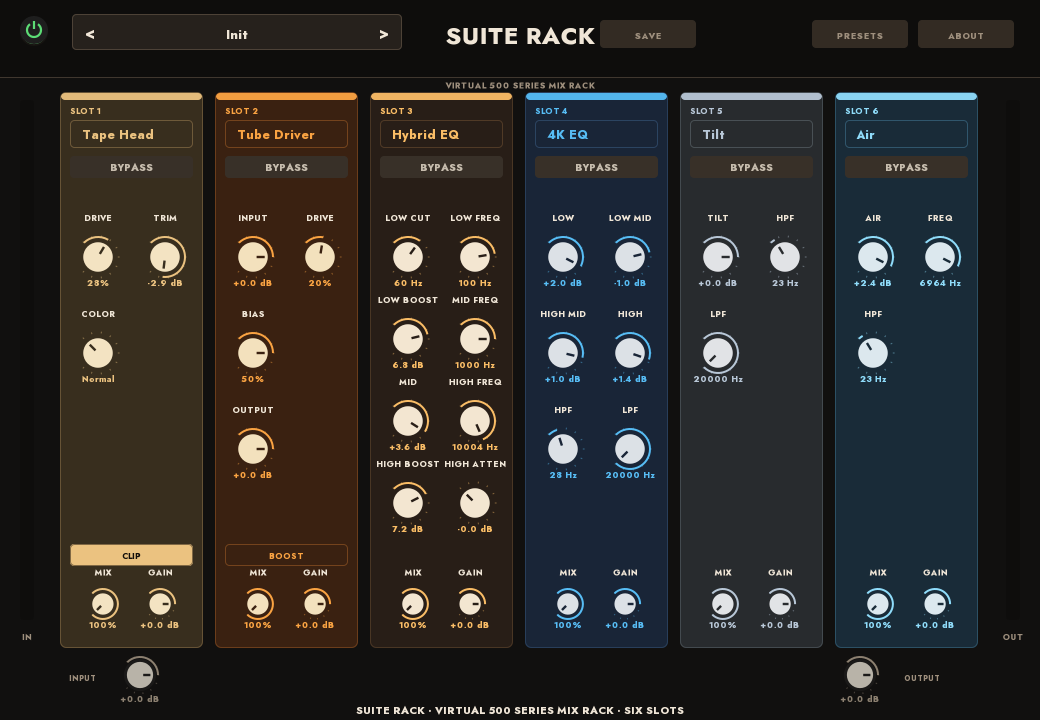 < Init >
SUITE RACK
SAVE
PRESETS
ABOUT
VIRTUAL 500 SERIES MIX RACK
SLOT 1
Tape Head
BYPASS
DRIVE TRIM
28% -2.9 dB
COLOR
Normal
CLIP
MIX GAIN
100% +0.0 dB
SLOT 2
Tube Driver
BYPASS
INPUT DRIVE
+0.0 dB 20%
BIAS
50%
OUTPUT
+0.0 dB
BOOST
MIX GAIN
100% +0.0 dB
SLOT 3
Hybrid EQ
BYPASS
LOW CUT LOW FREQ
60 Hz 100 Hz
LOW BOOST MID FREQ
6.8 dB 1000 Hz
MID HIGH FREQ
+3.6 dB 10004 Hz
HIGH BOOST HIGH ATTEN
7.2 dB -0.0 dB
MIX GAIN
100% +0.0 dB
SLOT 4
4K EQ
BYPASS
LOW LOW MID
+2.0 dB -1.0 dB
HIGH MID HIGH
+1.0 dB +1.4 dB
HPF LPF
28 Hz 20000 Hz
MIX GAIN
100% +0.0 dB
SLOT 5
Tilt
BYPASS
TILT HPF
+0.0 dB 23 Hz
LPF
20000 Hz
MIX GAIN
100% +0.0 dB
SLOT 6
Air
BYPASS
AIR FREQ
+2.4 dB 6964 Hz
HPF
23 Hz
MIX GAIN
100% +0.0 dB
IN
OUT
INPUT
+0.0 dB
OUTPUT
+0.0 dB
SUITE RACK · VIRTUAL 500 SERIES MIX RACK · SIX SLOTS